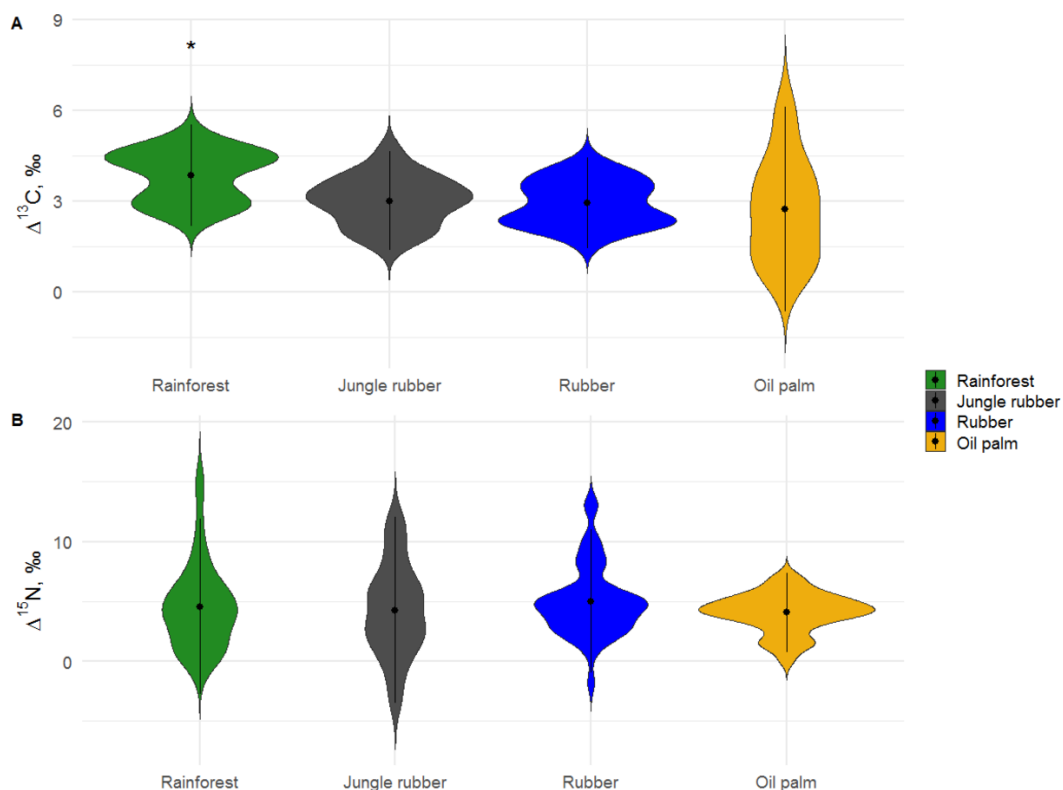 A
9
*
6
3
0
Δ13C, ‰
Rainforest
Jungle rubber
Rubber
Oil palm
Rainforest
Jungle rubber
Rubber
Oil palm
B
20
10
0
Δ15N, ‰
Rainforest
Jungle rubber
Rubber
Oil palm